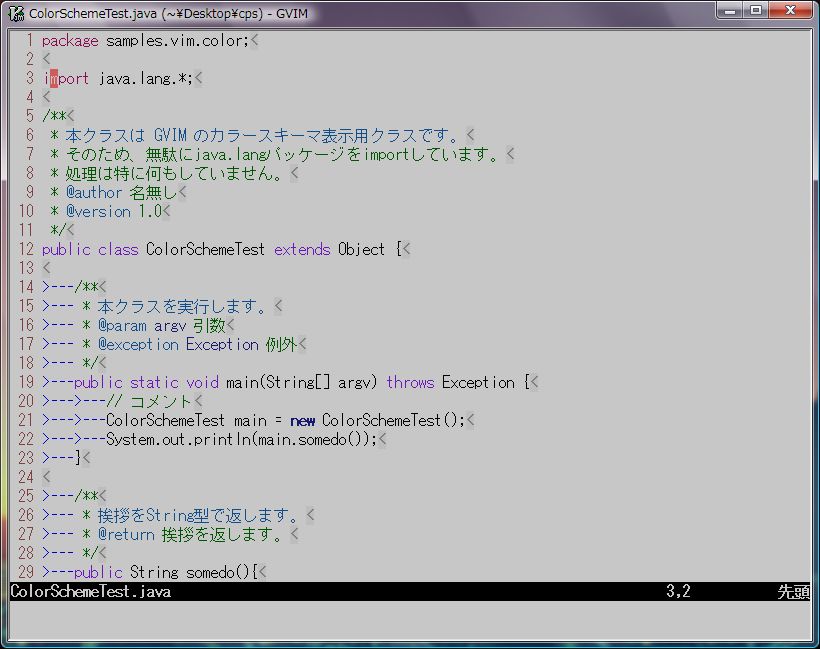 ColorSchemeTest.java (~¥Desktop¥cps) - GVIM
1 package samples.vim.color;<
2 <
3 import java.lang.*;<
4 <
5 /**<
6  * 本クラスは GVIM のカラースキーマ表示用クラスです。<
7  * そのため、無駄にjava.langパッケージをimportしています。<
8  * 処理は特に何もしていません。<
9  * @author 名無し<
10  * @version 1.0<
11  */<
12 public class ColorSchemeTest extends Object {<
13 <
14 >---/**<
15 >--- * 本クラスを実行します。<
16 >--- * @param argv 引数<
17 >--- * @exception Exception 例外<
18 >--- */<
19 >---public static void main(String[] argv) throws Exception {<
20 >--->---// コメント<
21 >--->---ColorSchemeTest main = new ColorSchemeTest();<
22 >--->---System.out.println(main.somedo());<
23 >---}<
24 <
25 >---/**<
26 >--- * 挨拶をString型で返します。<
27 >--- * @return 挨拶を返します。<
28 >--- */<
29 >---public String somedo(){<
ColorSchemeTest.java 3,2 先頭